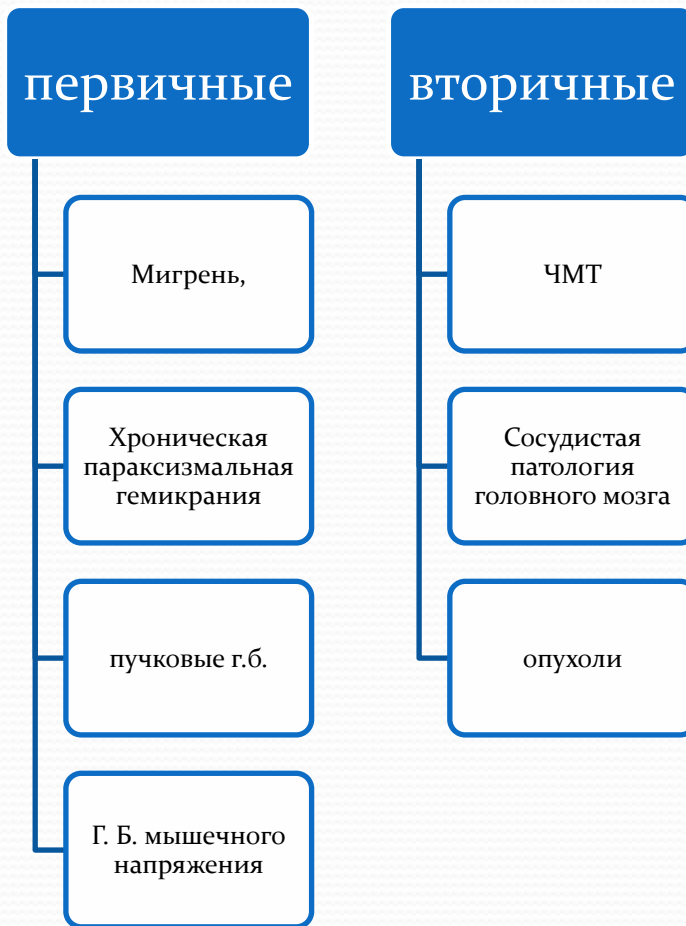 первичные
Мигрень,
Хроническая
параксизмальная
гемикрания
пучковые г.б.
Г. Б. мышечного
напряжения
вторичные
ЧМТ
Сосудистая
патология
головного мозга
опухоли